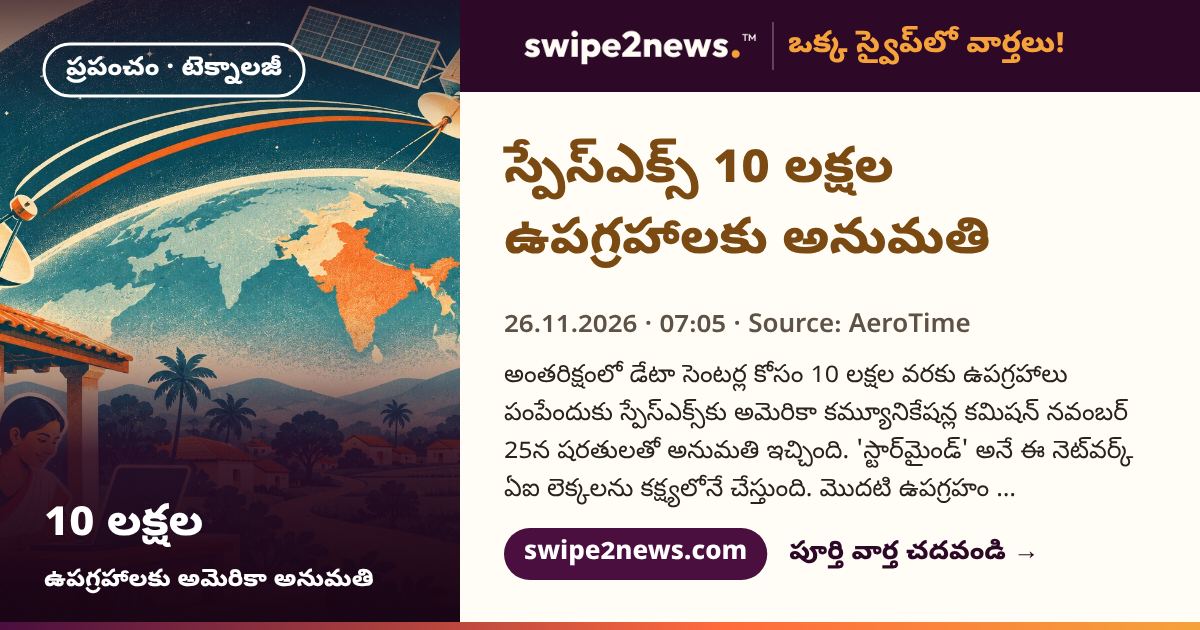 ప్రపంచం · టెక్నాలజీ
swipe2news.™
ఒక్క స్వైప్‌లో వార్తలు!
స్పేస్‌ఎక్స్ 10 లక్షల
ఉపగ్రహాలకు అనుమతి
26.11.2026 · 07:05 · Source: AeroTime
అంతరిక్షంలో డేటా సెంటర్ల కోసం 10 లక్షల వరకు ఉపగ్రహాలు
పంపేందుకు స్పేస్‌ఎక్స్‌కు అమెరికా కమ్యూనికేషన్ల కమిషన్ నవంబర్
25న షరతులతో అనుమతి ఇచ్చింది. 'స్టార్‌మైండ్' అనే ఈ నెట్‌వర్క్
ఏఐ లెక్కలను కక్ష్యలోనే చేస్తుంది. మొదటి ఉపగ్రహం ...
swipe2news.com
పూర్తి వార్త చదవండి →
10 లక్షల
ఉపగ్రహాలకు అమెరికా అనుమతి